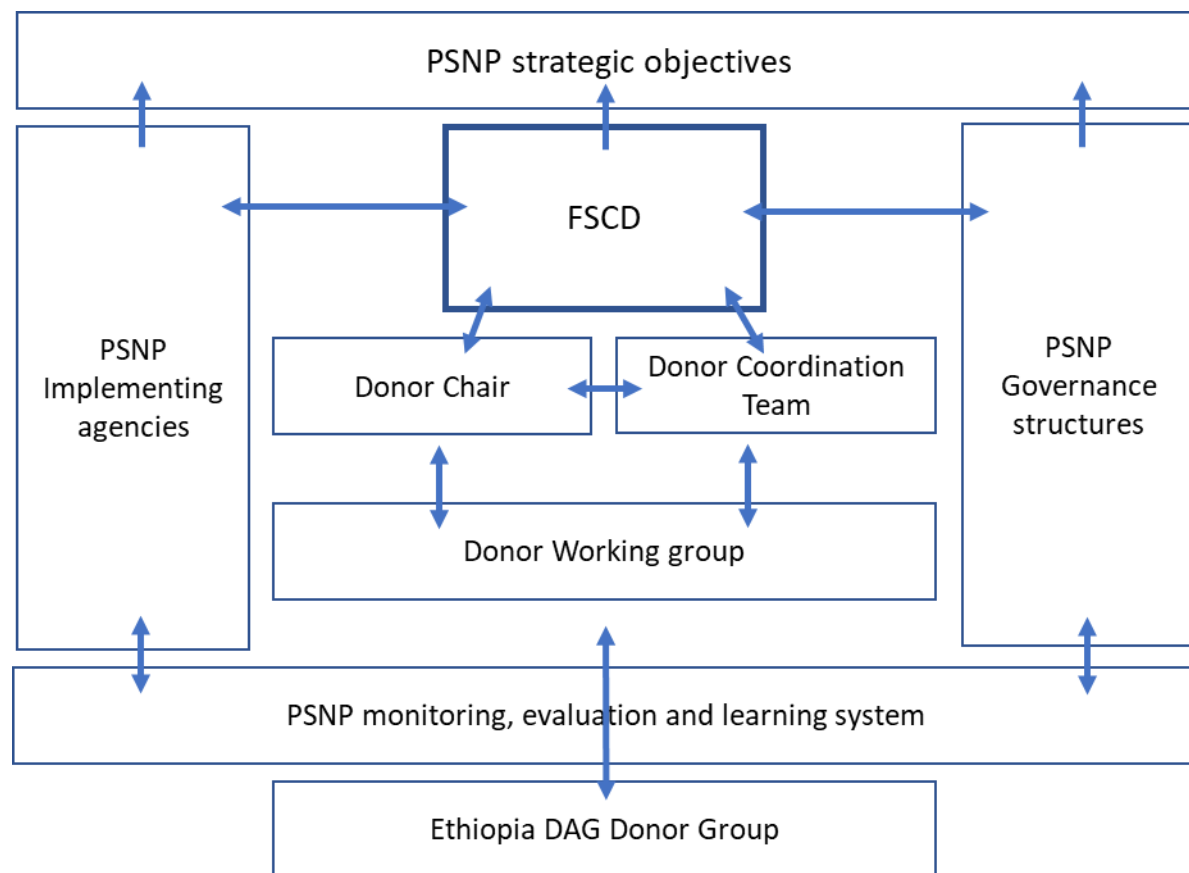 PSNP strategic objectives
FSCD
PSNP
Implementing
agencies
Donor Chair
Donor Coordination
Team
PSNP
Governance
structures
Donor Working group
PSNP monitoring, evaluation and learning system
Ethiopia DAG Donor Group